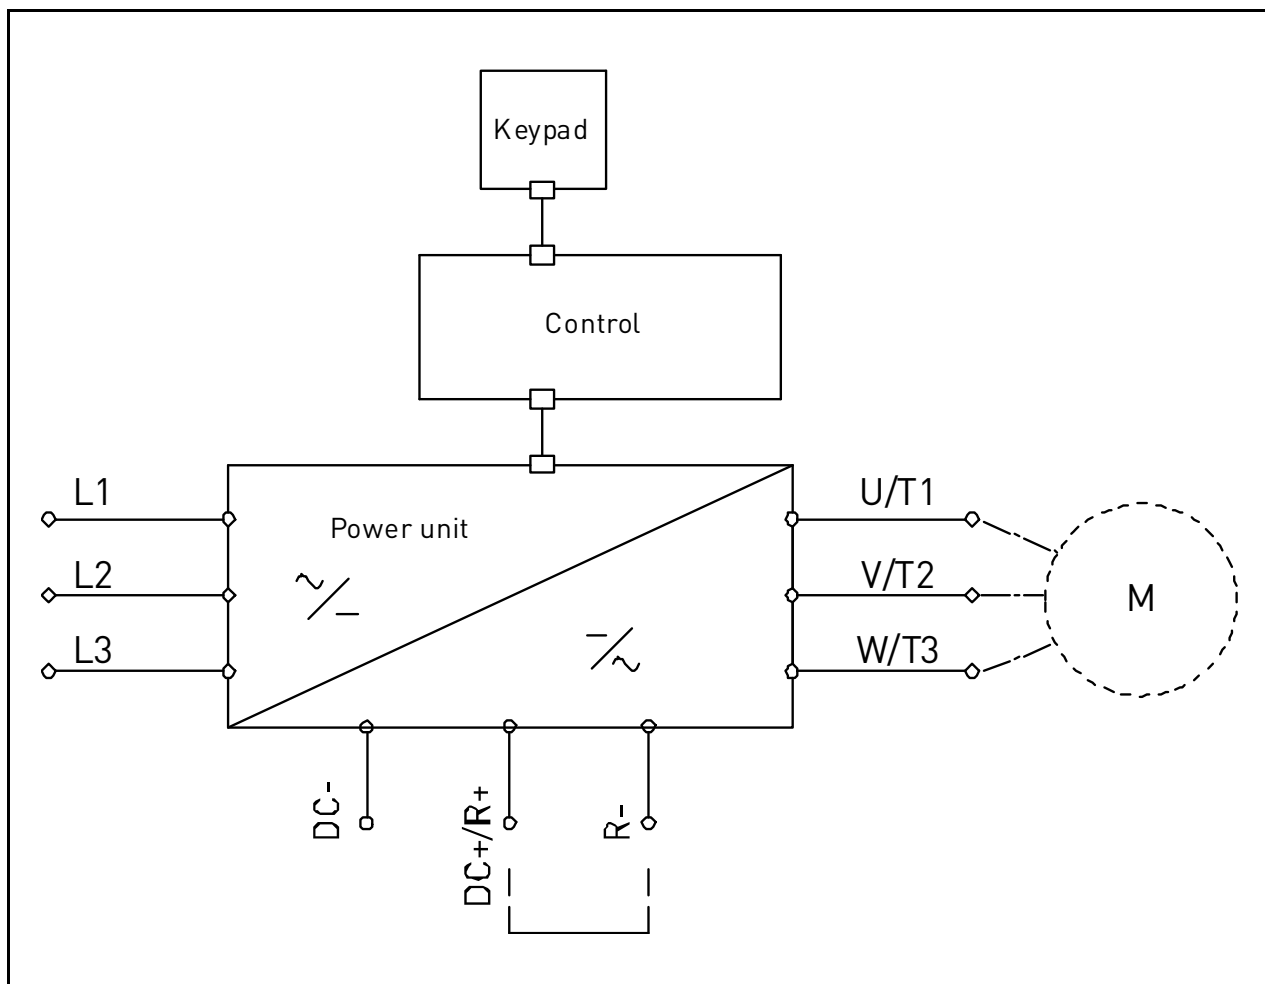 Keypad
Control
L1
U/T1
Power unit
L2
V/T2
M
L3
W/T3
DC-
DC+/R+
R-